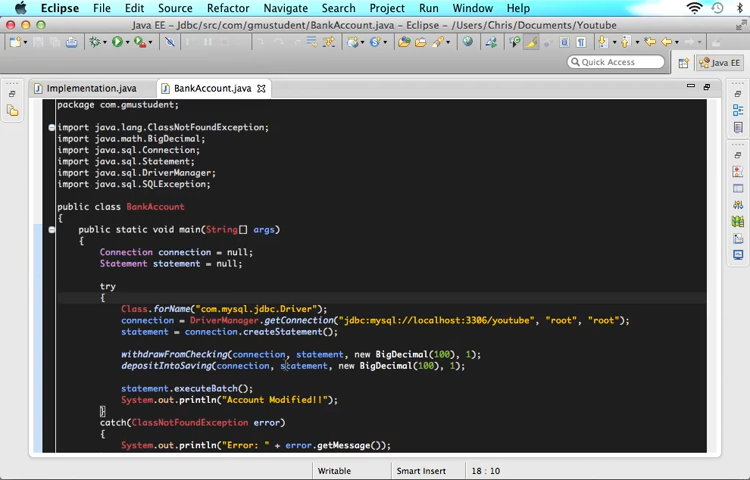 Eclipse File Edit Source Refactor Navigate Search Project Run Window Help
Java EE - Jdbc/src/com/gmustudent/BankAccount.java - Eclipse - /Users/Chris/Documents/Youtube
Quick Access Java EE
Implementation.java BankAccount.java
package com.gmustudent;
import java.lang.ClassNotFoundException;
import java.math.BigDecimal;
import java.sql.Connection;
import java.sql.Statement;
import java.sql.DriverManager;
import java.sql.SQLException;
public class BankAccount
{
public static void main(String[] args)
{
Connection connection = null;
Statement statement = null;
try
{
Class.forName("com.mysql.jdbc.Driver");
connection = DriverManager.getConnection("jdbc:mysql://localhost:3306/youtube", "root", "root");
statement = connection.createStatement();
withdrawFromChecking(connection, statement, new BigDecimal(100), 1);
depositIntoSaving(connection, statement, new BigDecimal(100), 1);
statement.executeBatch();
System.out.println("Account Modified!!");
}
catch(ClassNotFoundException error)
{
System.out.println("Error: " + error.getMessage());
Writable Smart Insert 18 : 10